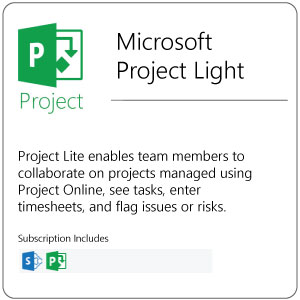 Microsoft
Project Light
P
Project
Project Lite enables team members to
collaborate on projects managed using
Project Online, see tasks, enter
timesheets, and flag issues or risks.
Subscription Includes
S P